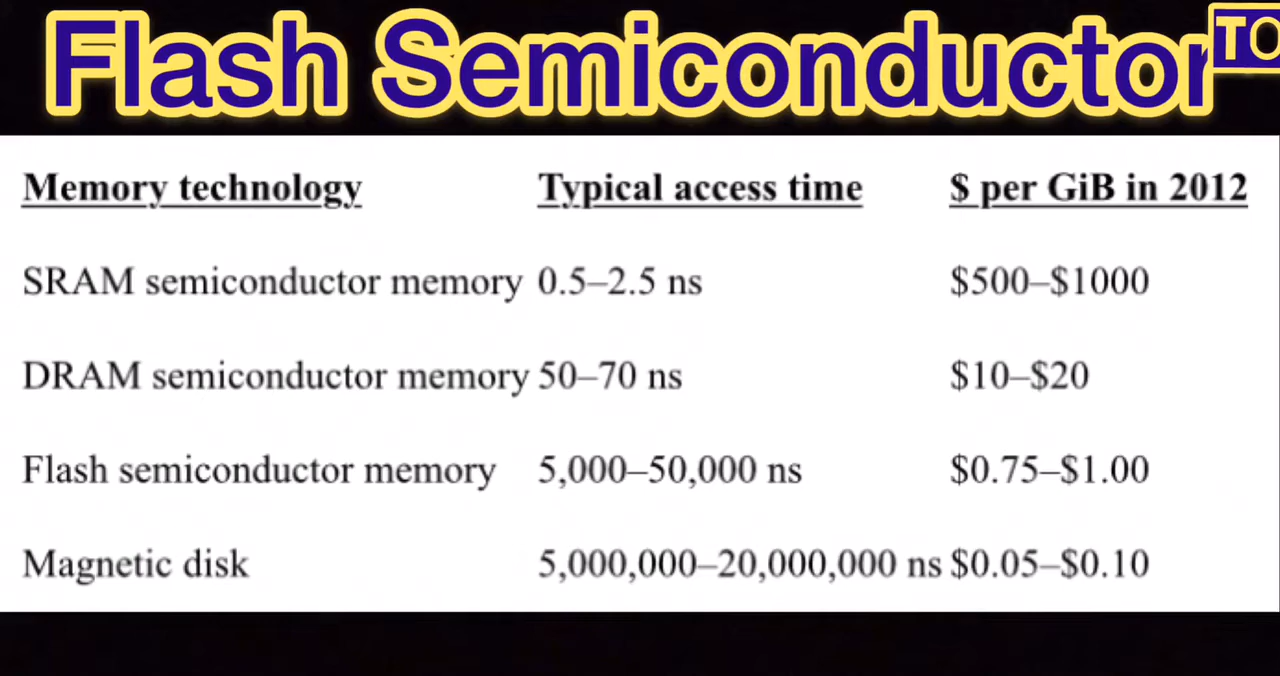 Flash Semiconductor
TO
Memory technology Typical access time $ per GiB in 2012
SRAM semiconductor memory 0.5–2.5 ns $500–$1000
DRAM semiconductor memory 50–70 ns $10–$20
Flash semiconductor memory 5,000–50,000 ns $0.75–$1.00
Magnetic disk 5,000,000–20,000,000 ns $0.05–$0.10